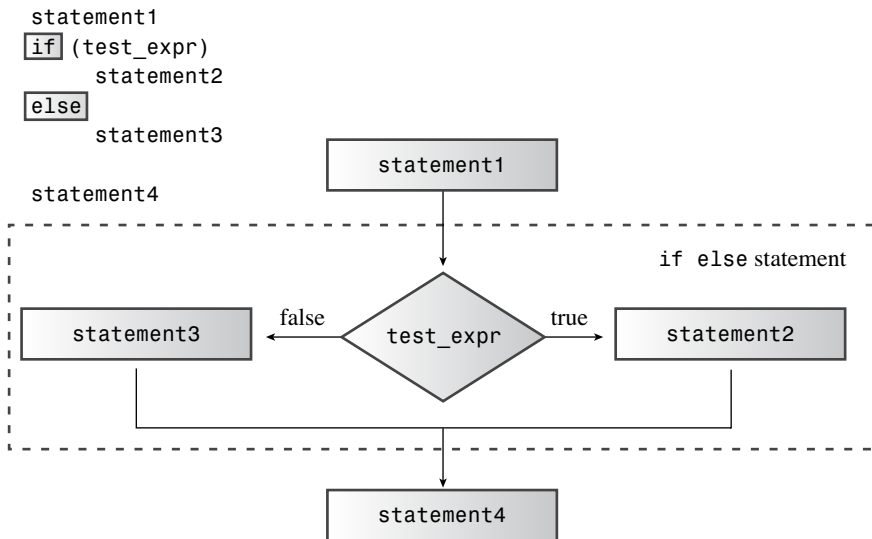 statement1
if (test_expr)
statement2
else
statement3
statement4
statement1
if else statement
false
true
statement3
test_expr
statement2
statement4